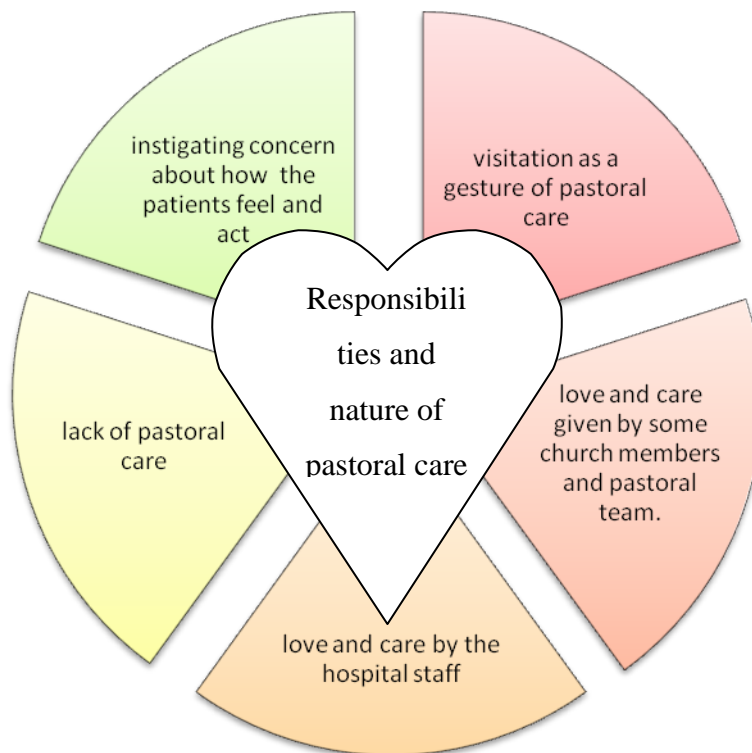 instigating concern
about how the
patients feel and
act
visitation as a
gesture of pastoral
care
Responsibili
ties and
nature of
pastoral care
lack of pastoral
care
love and care
given by some
church members
and pastoral
team.
love and care by the
hospital staff